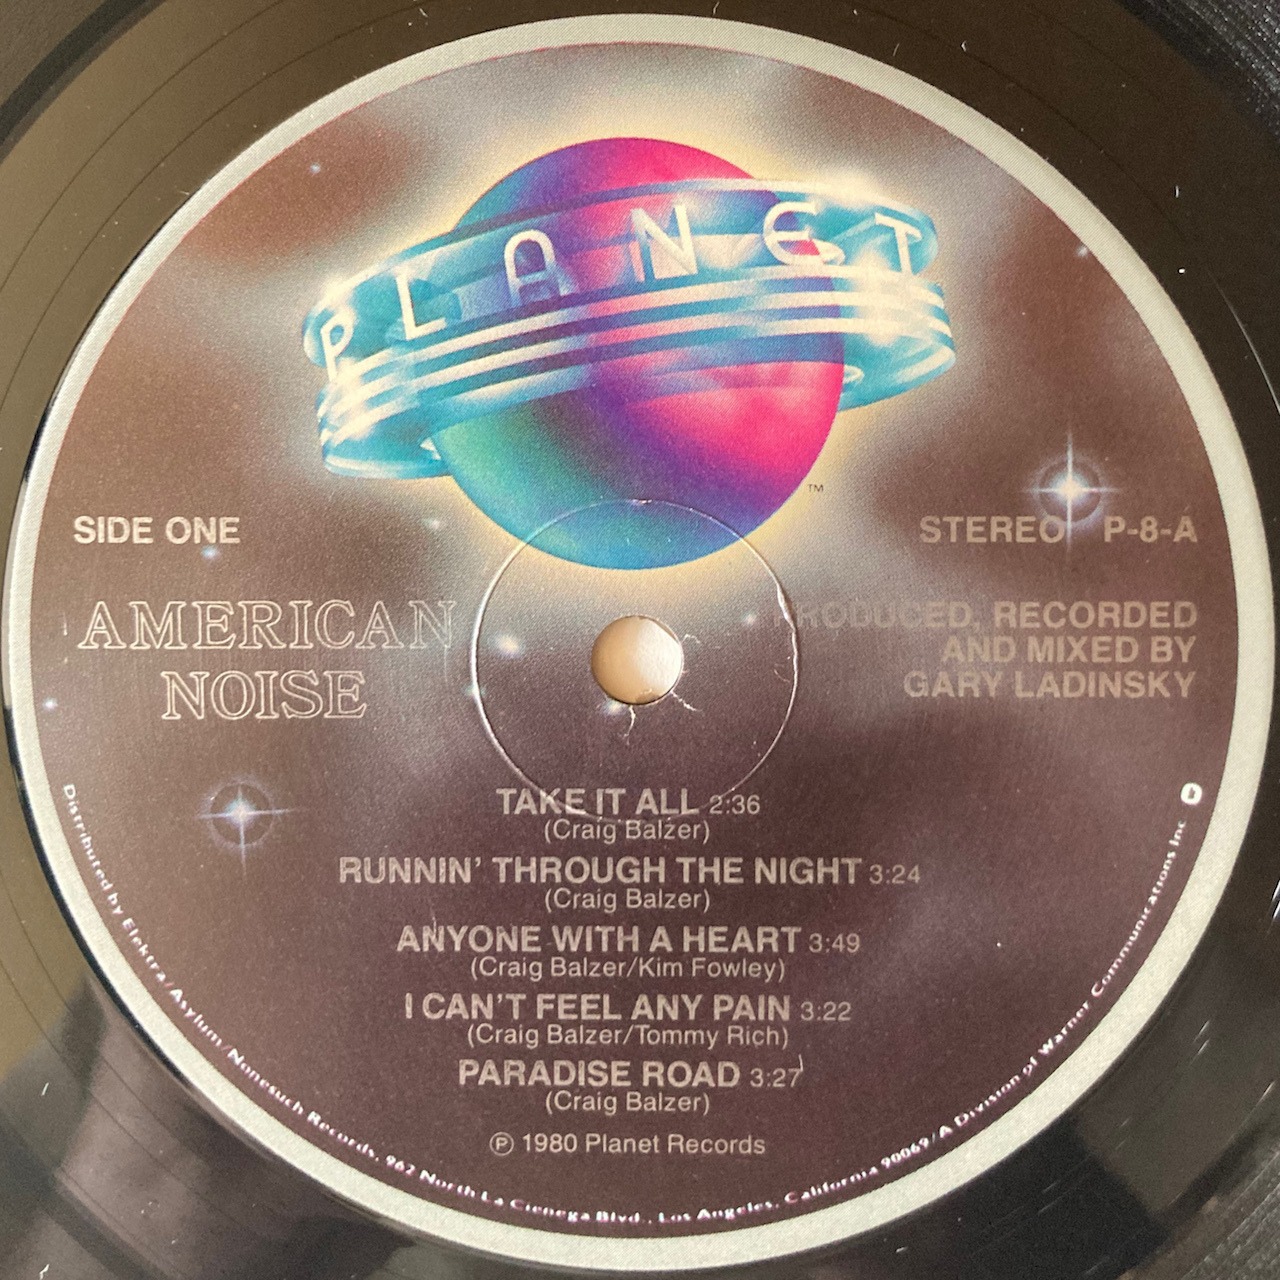 PLANET
™
SIDE ONE
STEREO P-8-A
AMERICAN
NOISE
PRODUCED, RECORDED
AND MIXED BY
GARY LADINSKY
TAKE IT ALL 2:36
(Craig Balzer)
RUNNIN' THROUGH THE NIGHT 3:24
(Craig Balzer)
ANYONE WITH A HEART 3:49
(Craig Balzer/Kim Fowley)
I CAN'T FEEL ANY PAIN 3:22
(Craig Balzer/Tommy Rich)
PARADISE ROAD 3:27
(Craig Balzer)
℗ 1980 Planet Records
Distributed by Elektra/Asylum/Nonesuch Records, 962 North La Cienega Blvd., Los Angeles, California 90069/A Division of Warner Communications Inc